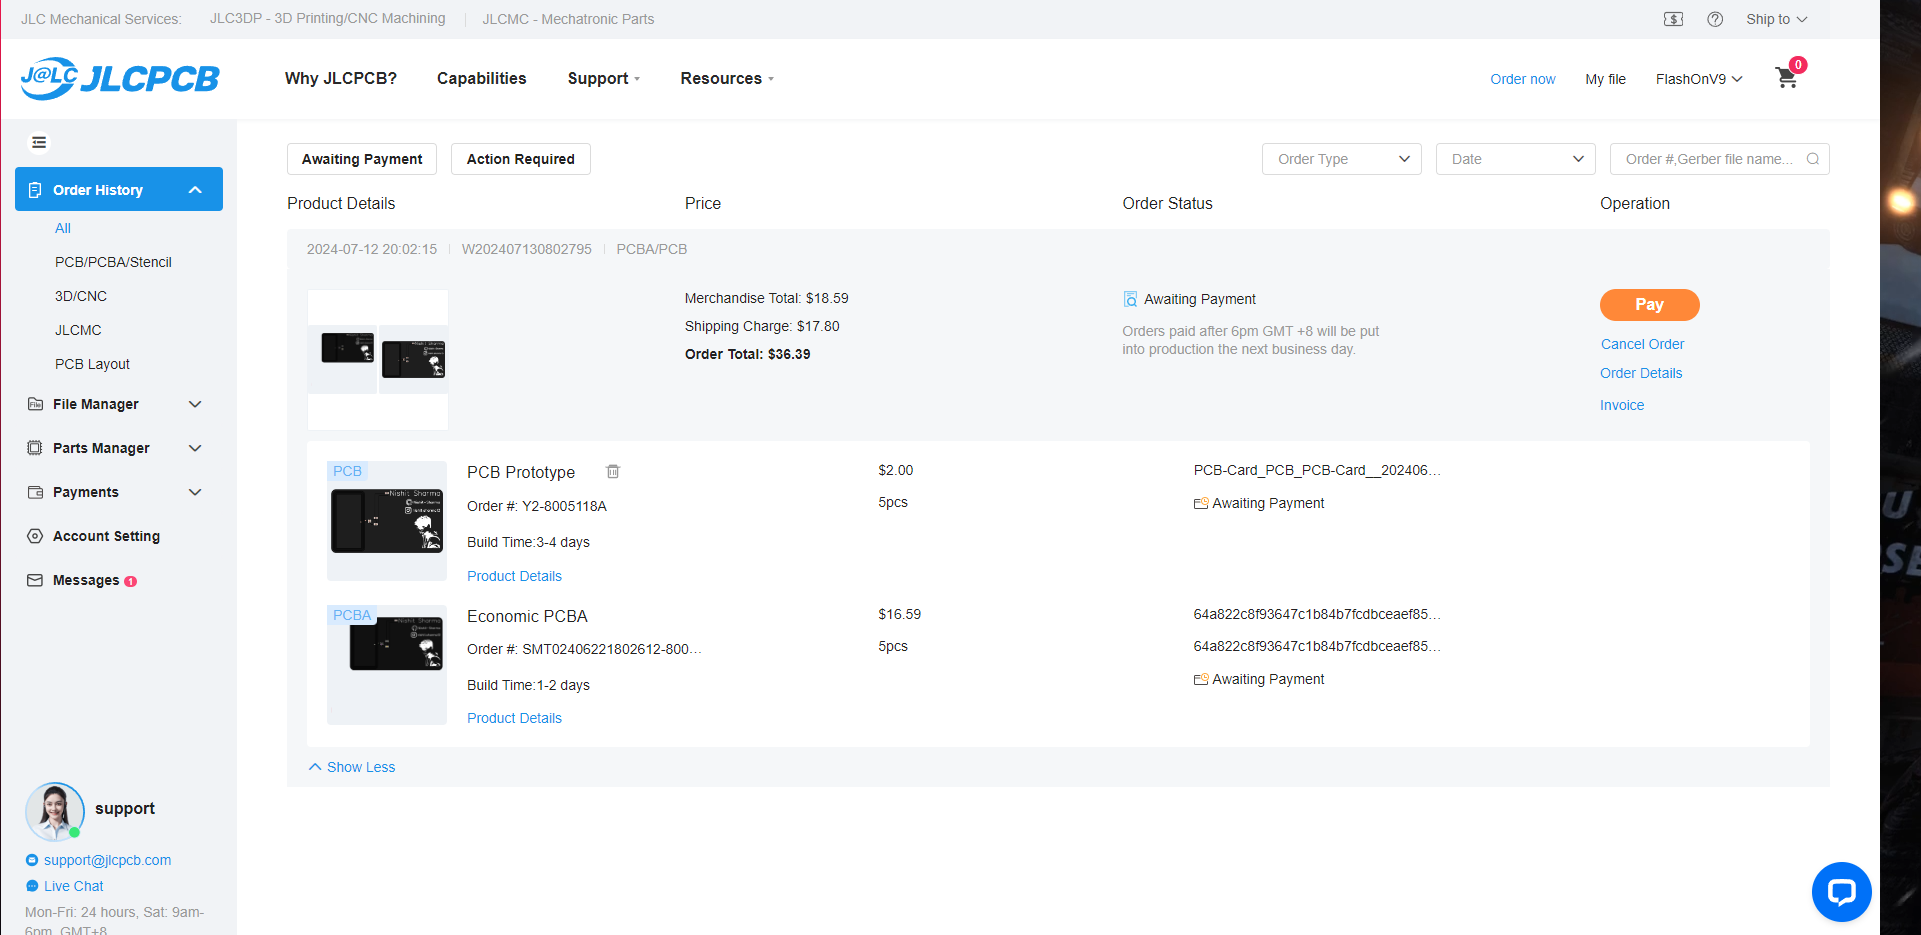 JLC Mechanical Services: JLC3DP - 3D Printing/CNC Machining JLCMC - Mechatronic Parts Ship to
J@LC JLCPCB Why JLCPCB? Capabilities Support Resources Order now My file FlashOnV9 0
Awaiting Payment Action Required Order Type Date Order #,Gerber file name...
Order History
All
PCB/PCBA/Stencil
3D/CNC
JLCMC
PCB Layout
File Manager
Parts Manager
Payments
Account Setting
Messages 1
support
support@jlcpcb.com
Live Chat
Mon-Fri: 24 hours, Sat: 9am-
6pm, GMT+8
Product Details Price Order Status Operation
2024-07-12 20:02:15 W202407130802795 PCBA/PCB
Merchandise Total: $18.59
Shipping Charge: $17.80
Order Total: $36.39
Awaiting Payment
Orders paid after 6pm GMT +8 will be put
into production the next business day.
Pay
Cancel Order
Order Details
Invoice
PCB
Nishit Sharma
PCB Prototype $2.00 PCB-Card_PCB_PCB-Card__202406...
Order #: Y2-8005118A 5pcs Awaiting Payment
Build Time:3-4 days
Product Details
PCBA
Nishit Sharma
Economic PCBA $16.59 64a822c8f93647c1b84b7fcdbceaef85...
Order #: SMT02406221802612-800... 5pcs 64a822c8f93647c1b84b7fcdbceaef85...
Build Time:1-2 days Awaiting Payment
Product Details
Show Less